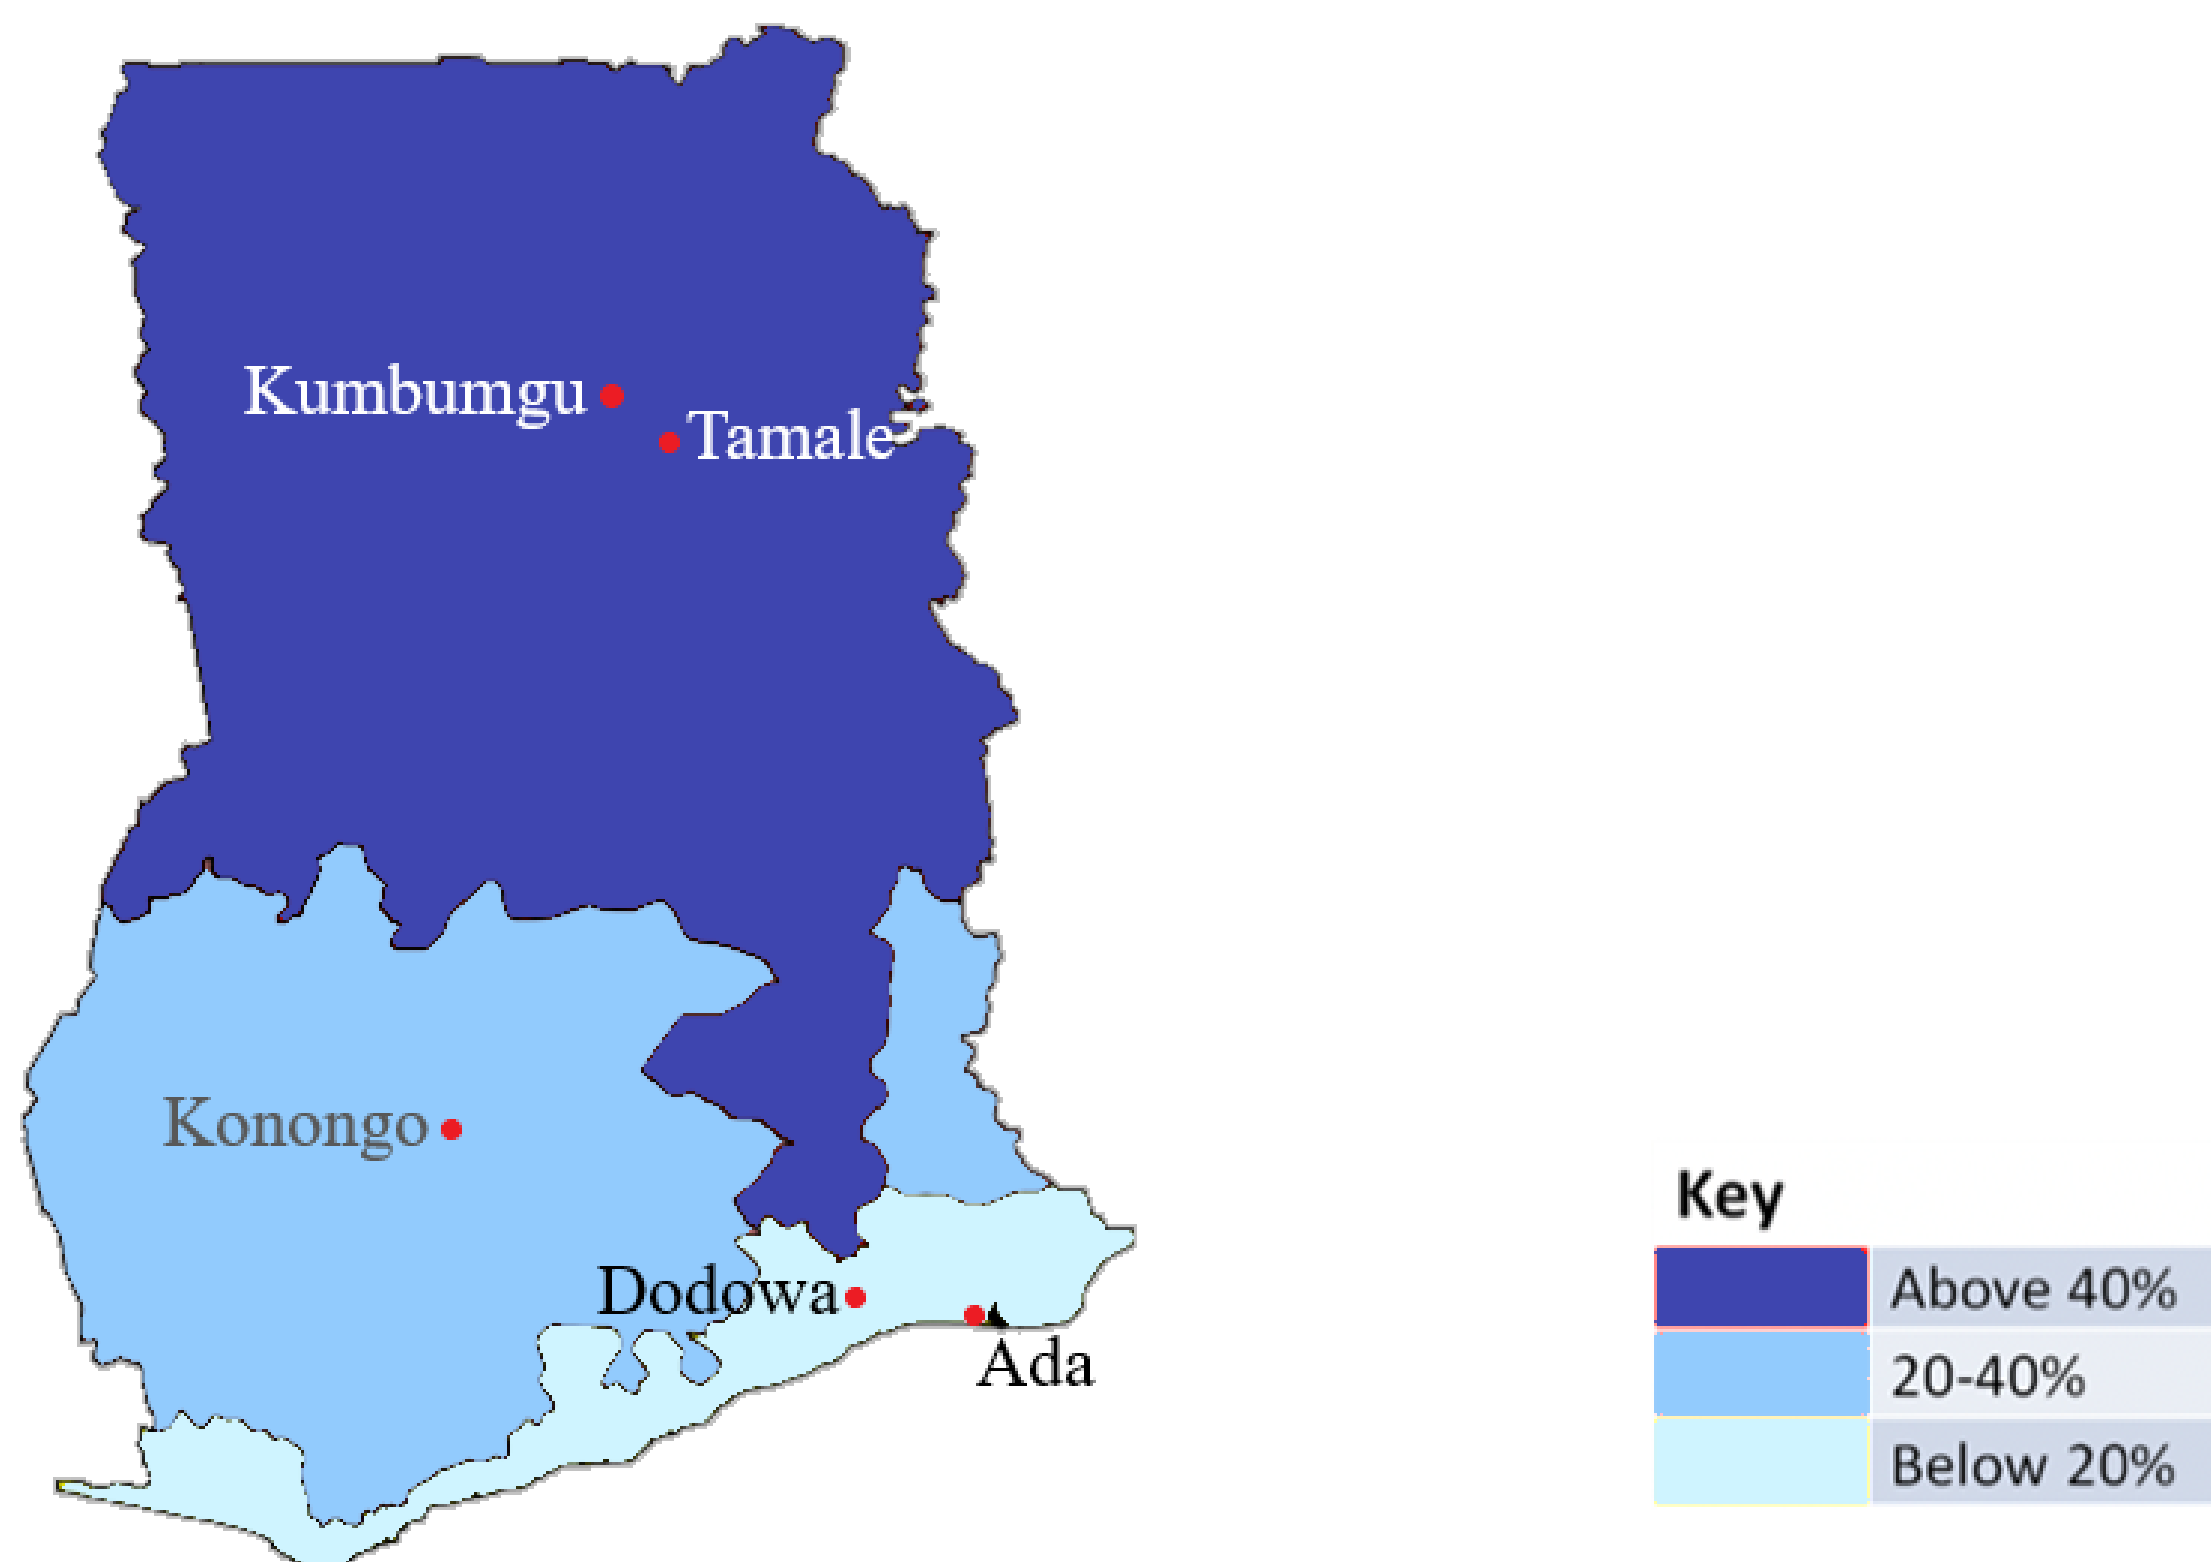 Kumbumgu
Tamale
Konongo
Dodowa
Ada
Key
Above 40%
20-40%
Below 20%